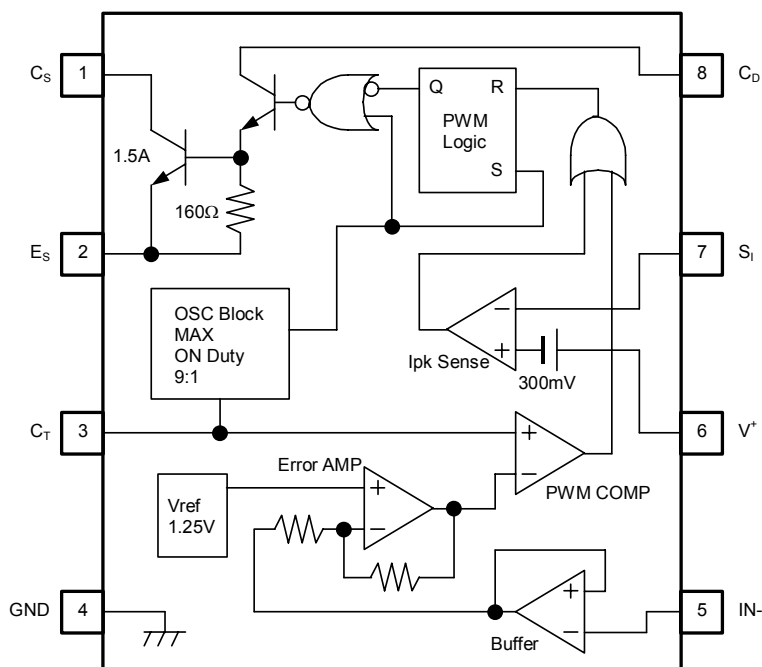 CS
1
8
CD
Q
R
PWM
Logic
S
1.5A
160Ω
ES
2
7
SI
OSC Block
MAX
ON Duty
9:1
−
+
Ipk Sense
300mV
CT
3
6
V+
+
−
PWM COMP
Error AMP
Vref
1.25V
+
−
GND
4
5
IN-
+
−
Buffer